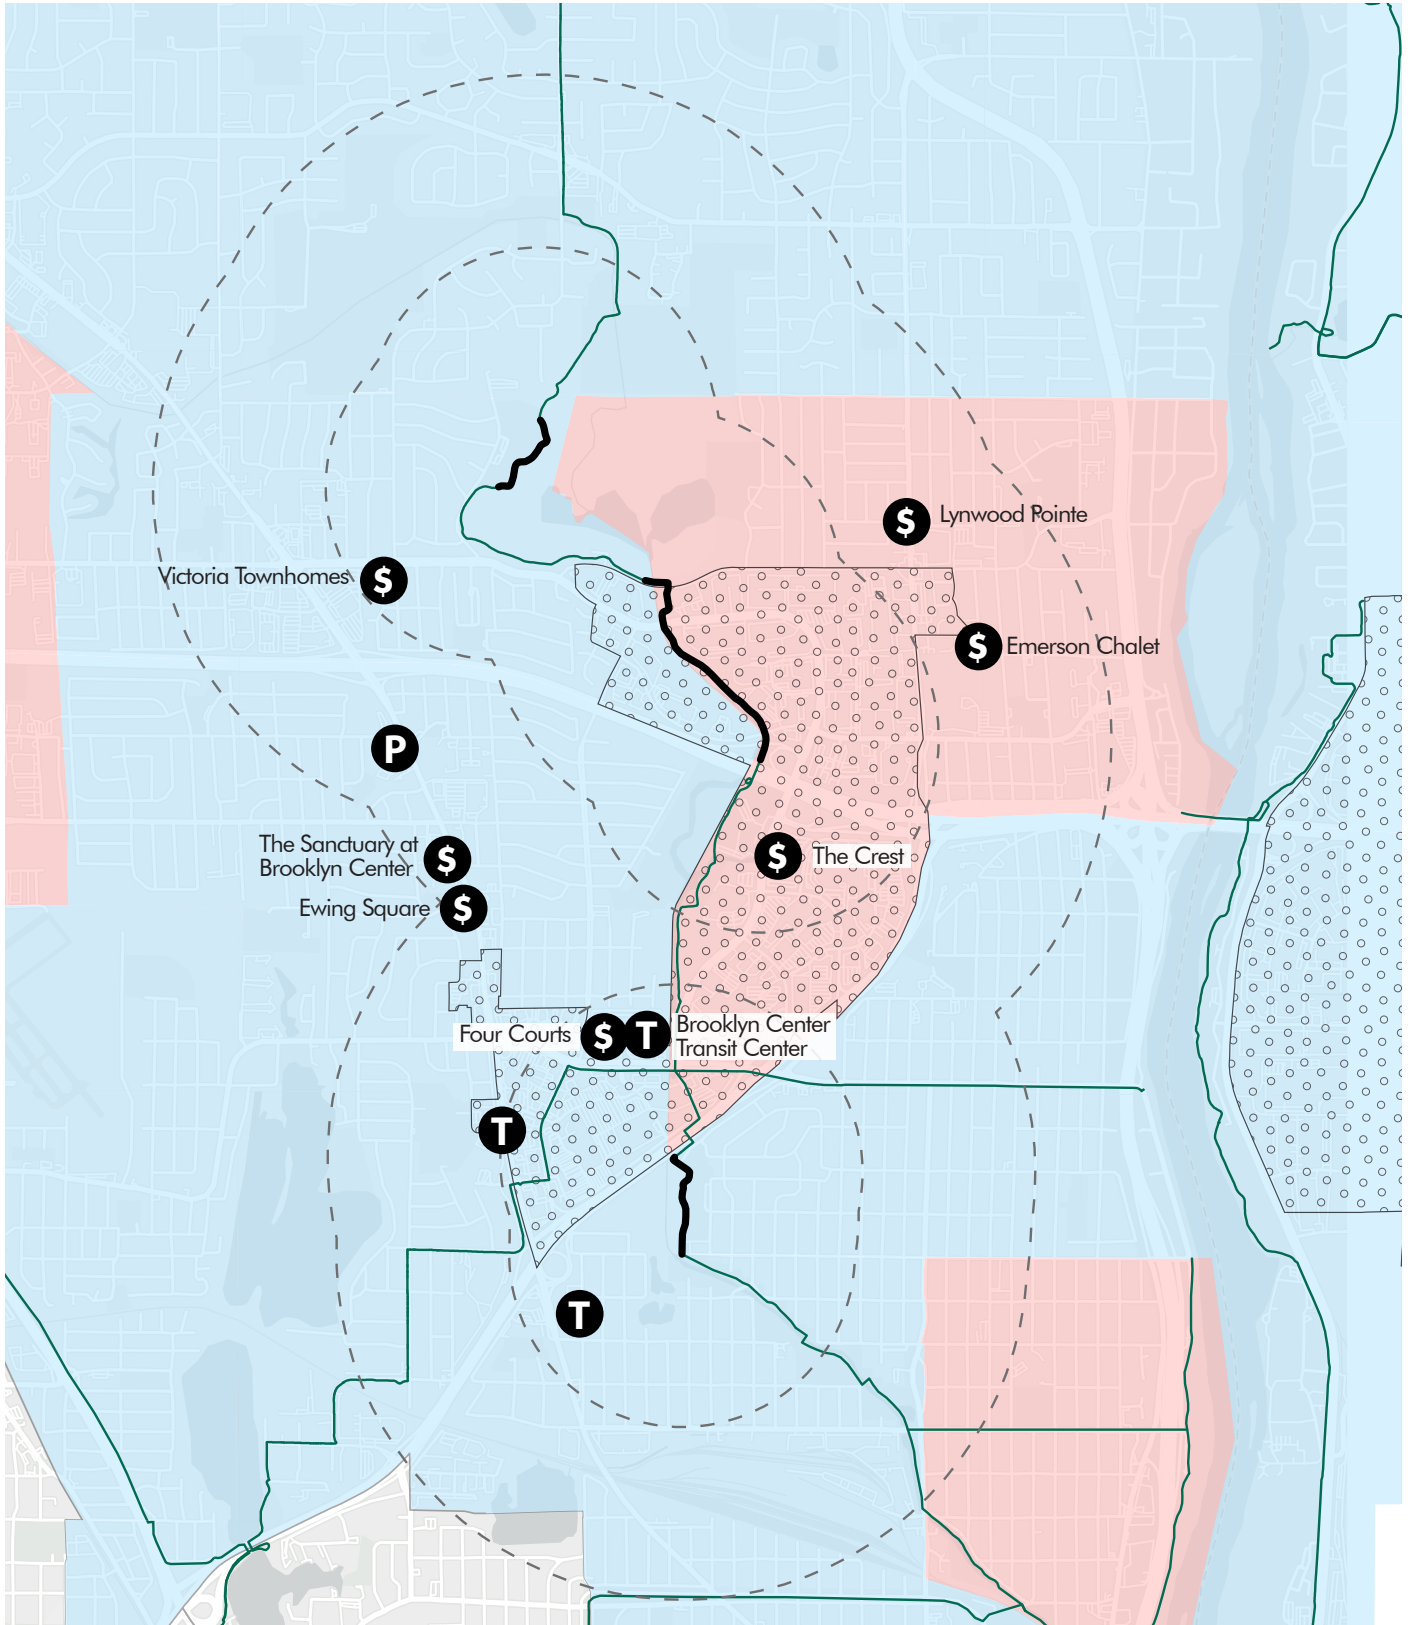 $
Lynwood Pointe
Victoria Townhomes
$
$
Emerson Chalet
P
The Sanctuary at
Brooklyn Center
$
$
The Crest
Ewing Square
$
Four Courts
$
T
Brooklyn Center
Transit Center
T
T